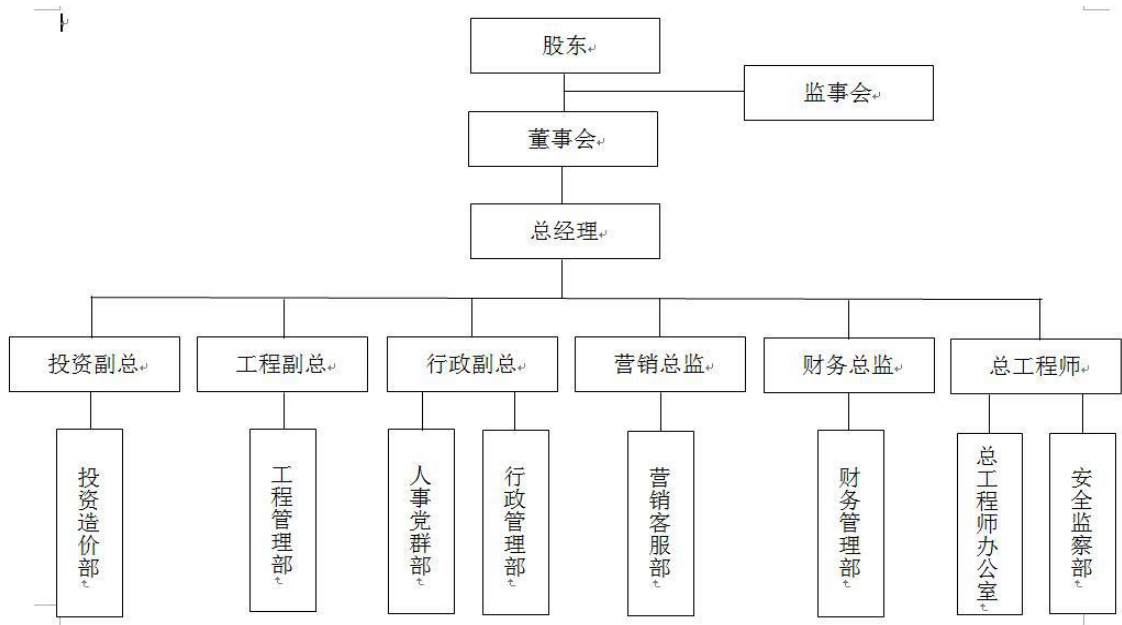 股东
监事会
董事会
总经理
投资副总
工程副总
行政副总
营销总监
财务总监
总工程师
投资造价部
工程管理部
人事党群部
行政管理部
营销客服部
财务管理部
总工程师办公室
安全监察部